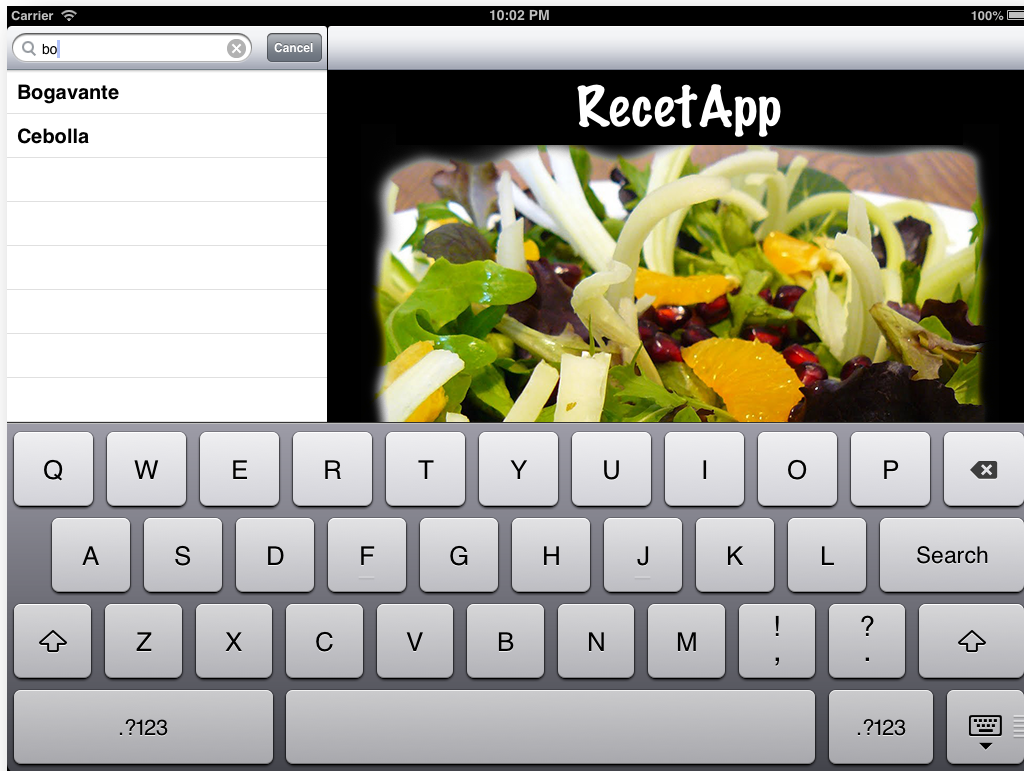 Carrier 10:02 PM 100%
bo Cancel
Bogavante
Cebolla
RecetApp
Q W E R T Y U I O P
A S D F G H J K L Search
Z X C V B N M ! , ? .
.?123 .?123